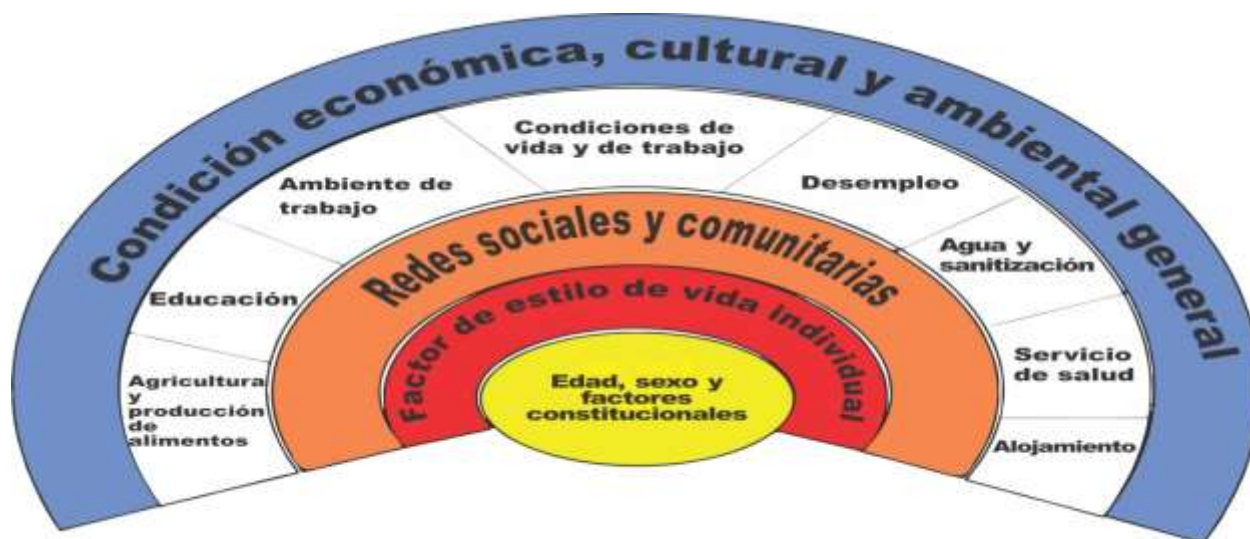 Condición económica, cultural y ambiental general
Condiciones de
vida y de trabajo
Ambiente de
trabajo
Desempleo
Educación
Agua y
sanitización
Agricultura
y
producción
de
alimentos
Servicio
de salud
Alojamiento
Redes sociales y comunitarias
Factor de estilo de vida individual
Edad, sexo y
factores
constitucionales